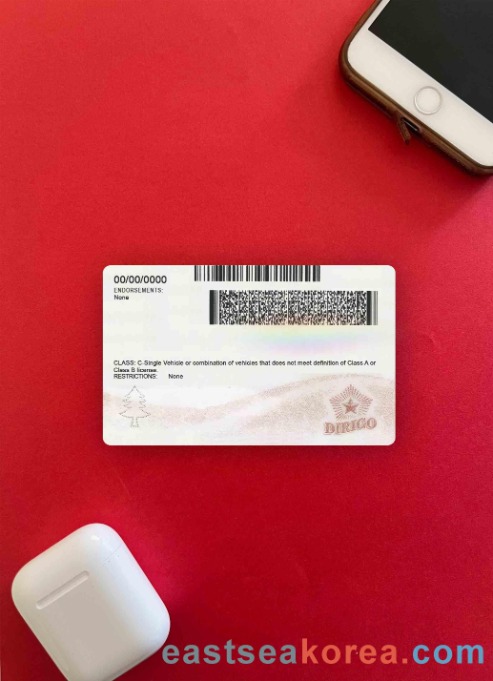 00/00/0000
ENDORSEMENTS:
None
CLASS: C-Single Vehicle or combination of vehicles that does not meet definition of Class A or
Class B license.
RESTRICTIONS: None
DIRIGO
eastseakorea.com